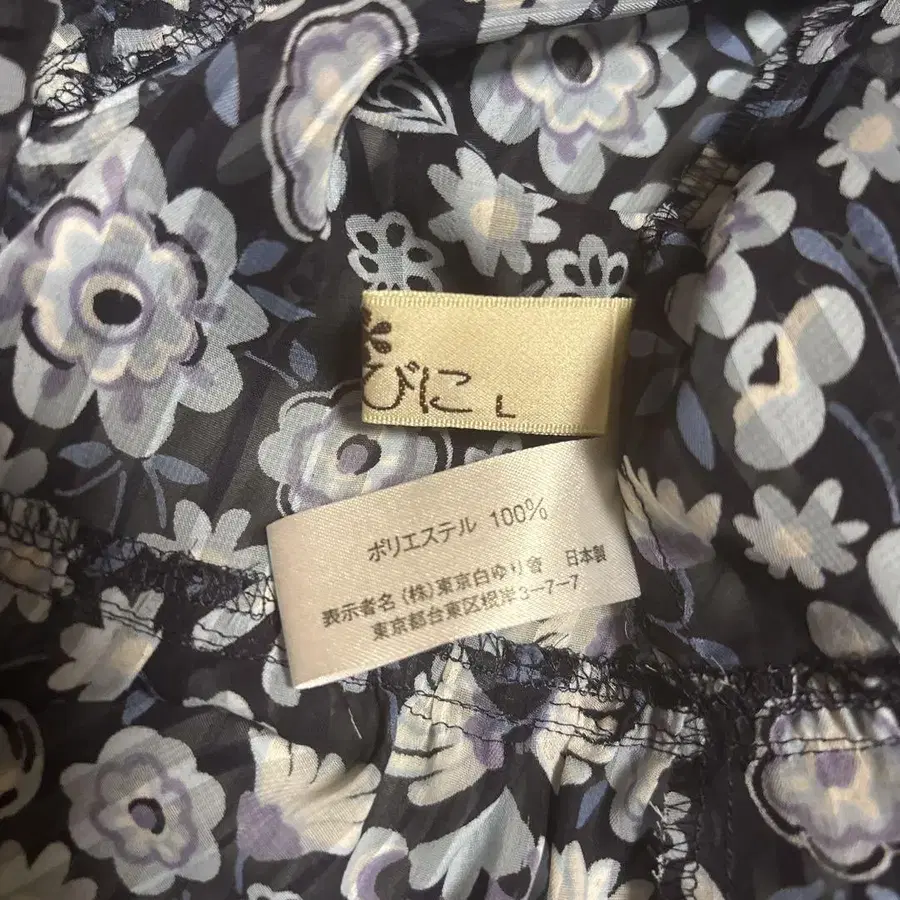 びに L
ポリエステル 100%
表示者名 (株)東京白ゆり會 日本製
東京都台東区根岸3-7-7